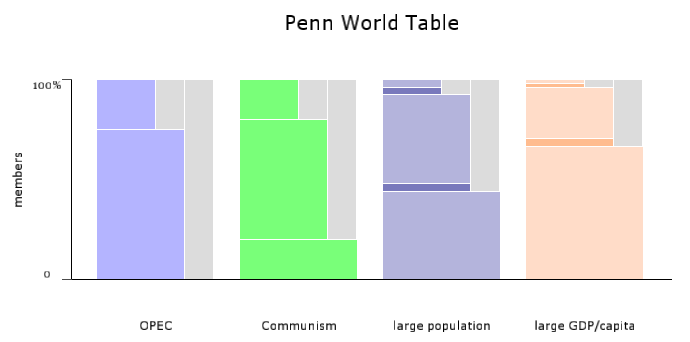 Penn World Table
100%
members
0
OPEC
Communism
large population
large GDP/capita